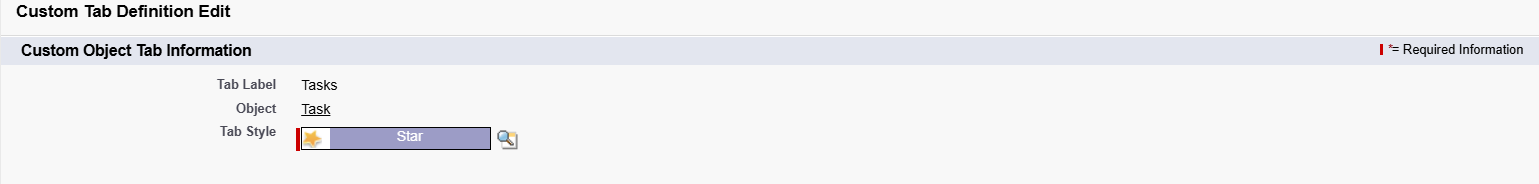 Custom Tab Definition Edit
Custom Object Tab Information
*= Required Information
Tab Label Tasks
Object Task
Tab Style Star